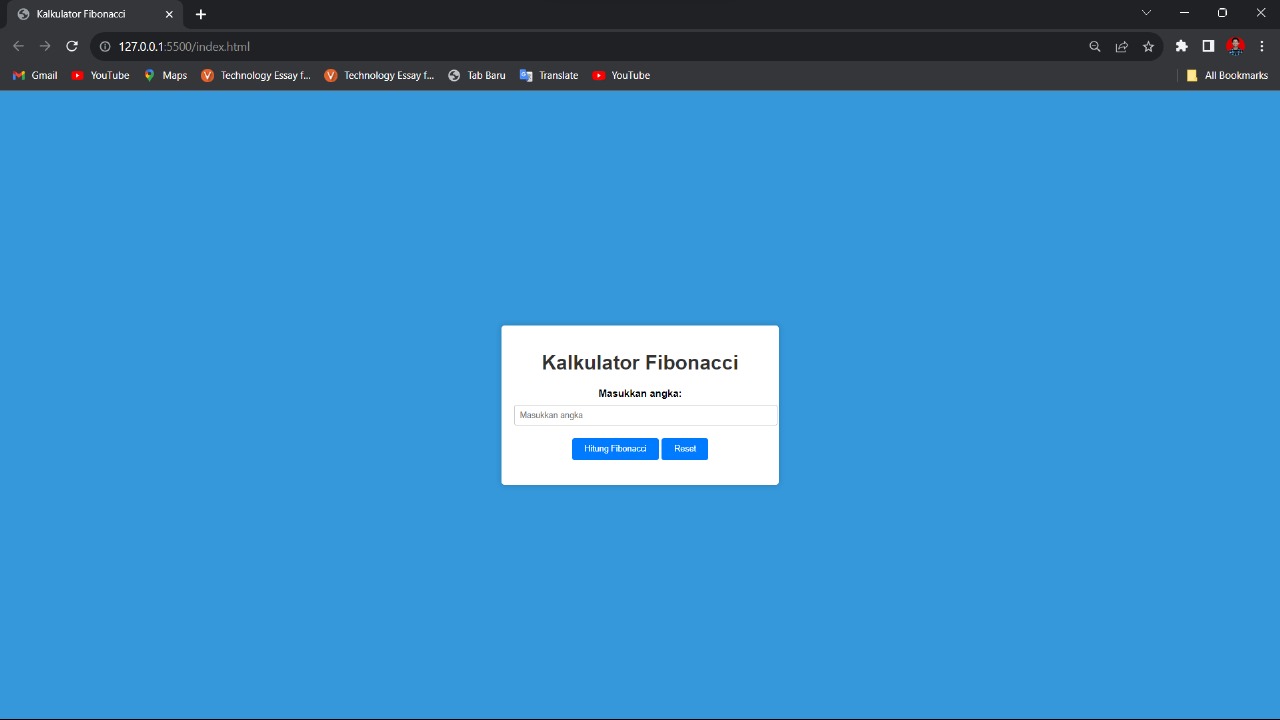 Kalkulator Fibonacci
127.0.0.1:5500/index.html
Gmail YouTube Maps Technology Essay f... Technology Essay f... Tab Baru Translate YouTube All Bookmarks
Kalkulator Fibonacci
Masukkan angka:
Masukkan angka
Hitung Fibonacci Reset